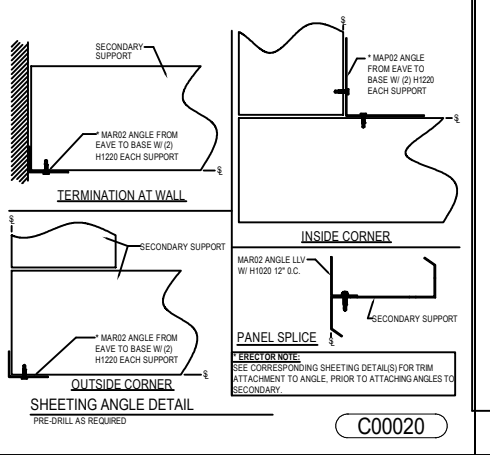 SECONDARY
SUPPORT
* MAR02 ANGLE FROM
EAVE TO BASE W/ (2)
H1220 EACH SUPPORT
TERMINATION AT WALL
* MAP02 ANGLE
FROM EAVE TO
BASE W/ (2) H1220
EACH SUPPORT
INSIDE CORNER
SECONDARY SUPPORT
* MAR02 ANGLE FROM
EAVE TO BASE W/ (2)
H1220 EACH SUPPORT
OUTSIDE CORNER
MAR02 ANGLE LLV
W/ H1020 12" 0.C.
SECONDARY SUPPORT
PANEL SPLICE
* ERECTOR NOTE:
SEE CORRESPONDING SHEETING DETAIL(S) FOR TRIM
ATTACHMENT TO ANGLE, PRIOR TO ATTACHING ANGLES TO
SECONDARY.
SHEETING ANGLE DETAIL
PRE-DRILL AS REQUIRED
C00020